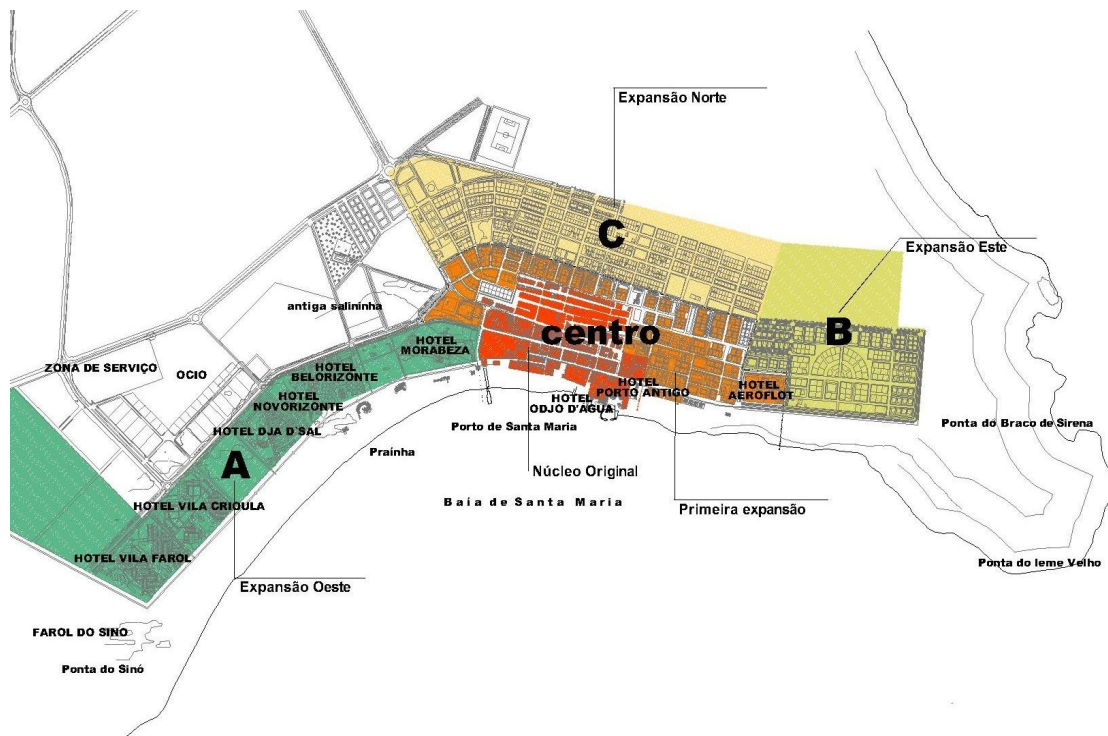 Expansão Norte
C
Expansão Este
antiga salininha
centro
B
HOTEL
MORABEZA
ZONA DE SERVIÇO
OCIO
HOTEL
BELORIZONTE
HOTEL
PORTO ANTIGO
HOTEL
AEROFLOT
HOTEL
NOVORIZONTE
HOTEL
ODJO D'AGUA
HOTEL DJA D`SAL
Porto de Santa Maria
Ponta do Braco de Sirena
Praínha
A
Núcleo Original
HOTEL VILA CRIOULA
Baía de Santa Maria
Primeira expansão
HOTEL VILA FAROL
Ponta do leme Velho
Expansão Oeste
FAROL DO SINO
Ponta do Sinó